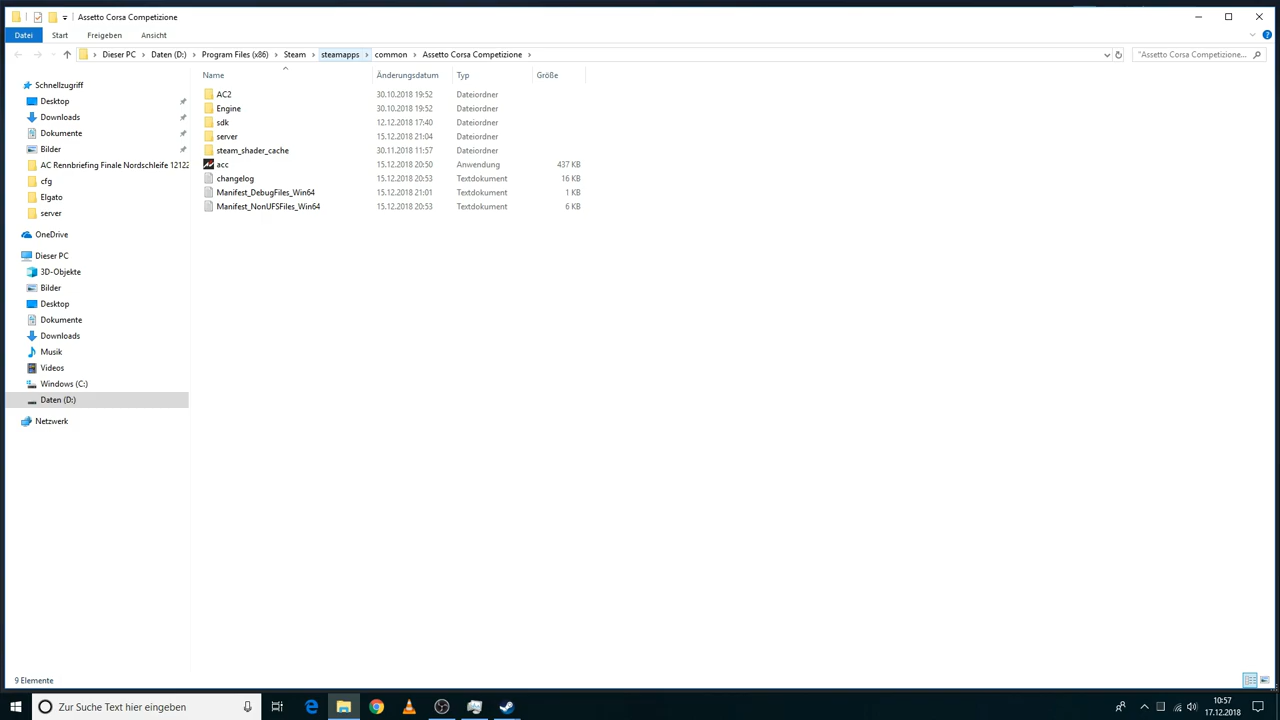 Assetto Corsa Competizione
Datei Start Freigeben Ansicht
Dieser PC Daten (D:) Program Files (x86) Steam steamapps common Assetto Corsa Competizione
"Assetto Corsa Competizione...
Name Änderungsdatum Typ Größe
AC2 30.10.2018 19:52 Dateiordner
Engine 30.10.2018 19:52 Dateiordner
sdk 12.12.2018 17:40 Dateiordner
server 15.12.2018 21:04 Dateiordner
steam_shader_cache 30.11.2018 11:57 Dateiordner
acc 15.12.2018 20:50 Anwendung 437 KB
changelog 15.12.2018 20:53 Textdokument 16 KB
Manifest_DebugFiles_Win64 15.12.2018 21:01 Textdokument 1 KB
Manifest_NonUFSFiles_Win64 15.12.2018 20:53 Textdokument 6 KB
Schnellzugriff
Desktop
Downloads
Dokumente
Bilder
AC Rennbriefing Finale Nordschleife 12122
cfg
Elgato
server
OneDrive
Dieser PC
3D-Objekte
Bilder
Desktop
Dokumente
Downloads
Musik
Videos
Windows (C:)
Daten (D:)
Netzwerk
9 Elemente
Zur Suche Text hier eingeben
10:57
17.12.2018